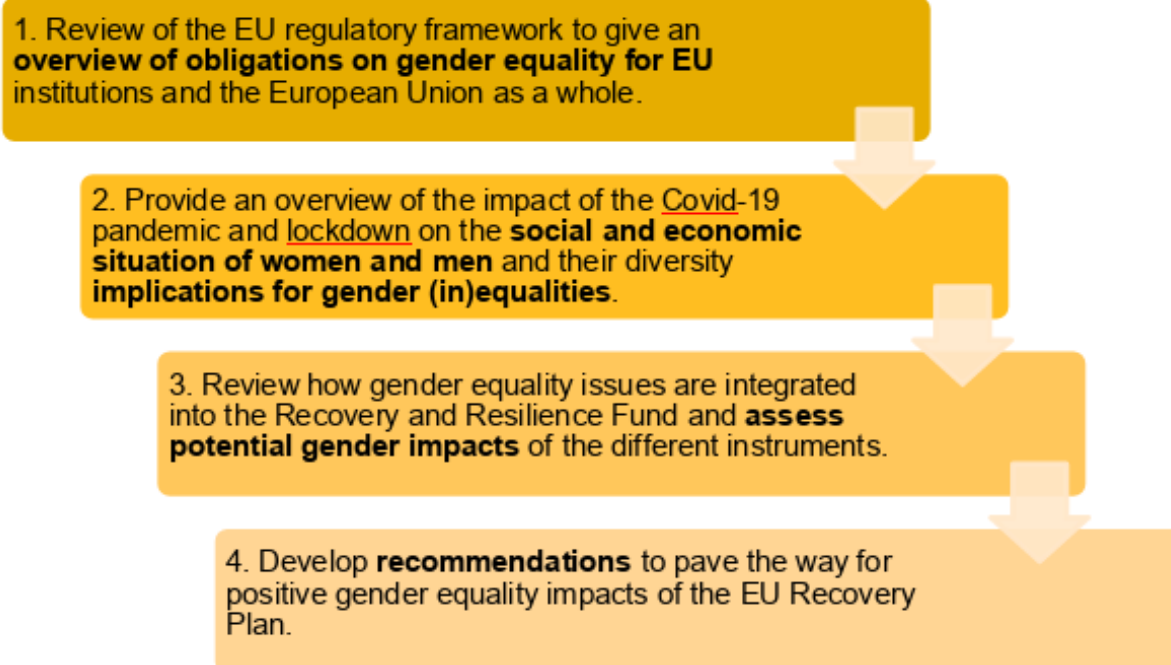 1. Review of the EU regulatory framework to give an
overview of obligations on gender equality for EU
institutions and the European Union as a whole.
2. Provide an overview of the impact of the Covid-19
pandemic and lockdown on the social and economic
situation of women and men and their diversity
implications for gender (in)equalities.
3. Review how gender equality issues are integrated
into the Recovery and Resilience Fund and assess
potential gender impacts of the different instruments.
4. Develop recommendations to pave the way for
positive gender equality impacts of the EU Recovery
Plan.